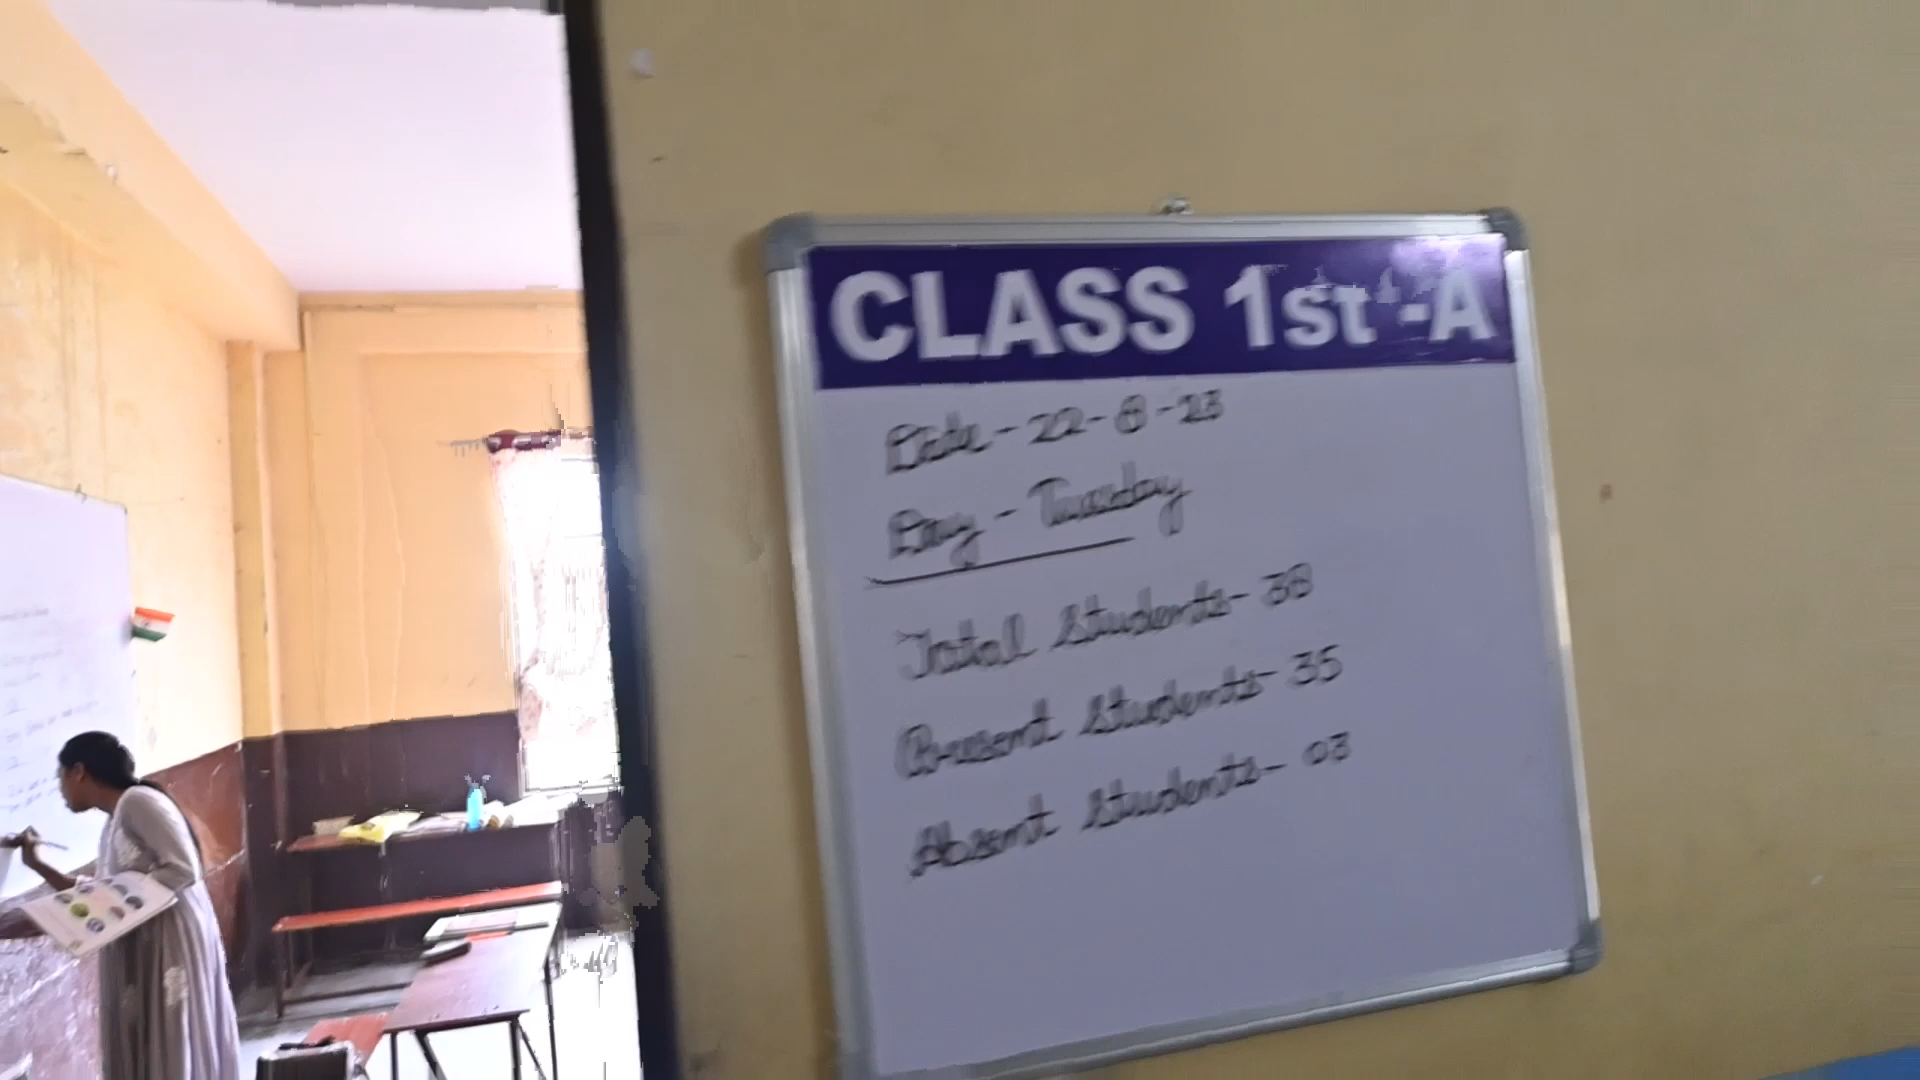 CLASS 1st -A
Date - 22-8-23
Day - Tuesday
Total Students- 38
Present Students- 35
Absent Students- 03